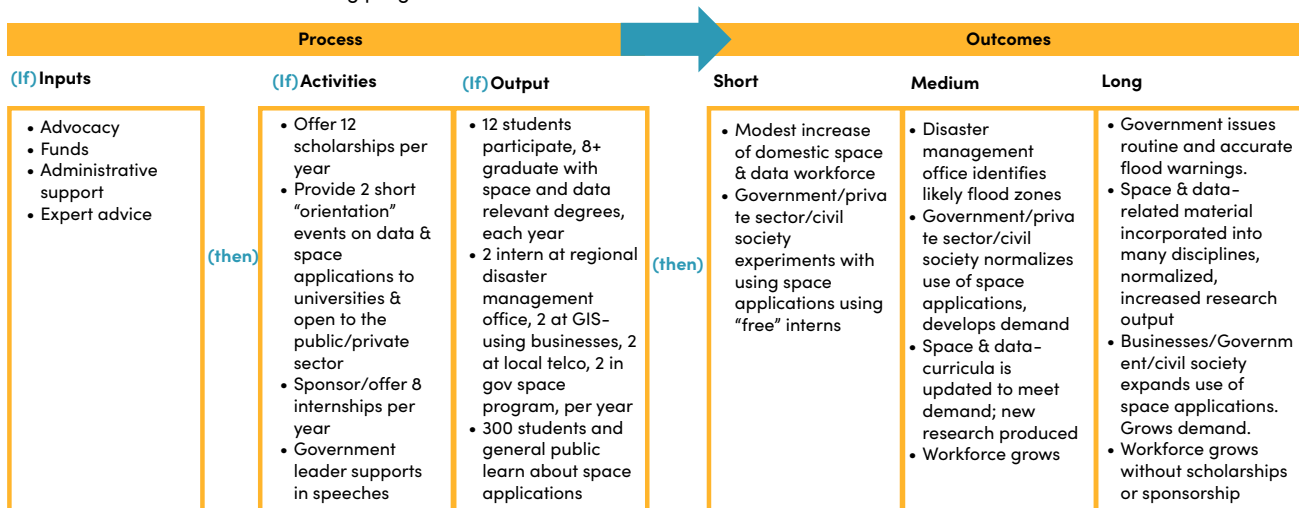 Process
Outcomes
(If) Inputs
(If) Activities
(If) Output
Short
Medium
Long
• Advocacy
• Funds
• Administrative
support
• Expert advice
(then)
• Offer 12
scholarships per
year
• Provide 2 short
“orientation”
events on data &
space
applications to
universities &
open to the
public/private
sector
• Sponsor/offer 8
internships per
year
• Government
leader supports
in speeches
• 12 students
participate, 8+
graduate with
space and data
relevant degrees,
each year
• 2 intern at regional
disaster
management
office, 2 at GIS-
using businesses, 2
at local telco, 2 in
gov space
program, per year
• 300 students and
general public
learn about space
applications
(then)
• Modest increase
of domestic space
& data workforce
• Government/priva
te sector/civil
society
experiments with
using space
applications using
“free” interns
• Disaster
management
office identifies
likely flood zones
• Government/priva
te sector/civil
society normalizes
use of space
applications,
develops demand
• Space & data-
curricula is
updated to meet
demand; new
research produced
• Workforce grows
• Government issues
routine and accurate
flood warnings.
• Space & data-
related material
incorporated into
many disciplines,
normalized,
increased research
output
• Businesses/Governm
ent/civil society
expands use of
space applications.
Grows demand.
• Workforce grows
without scholarships
or sponsorship